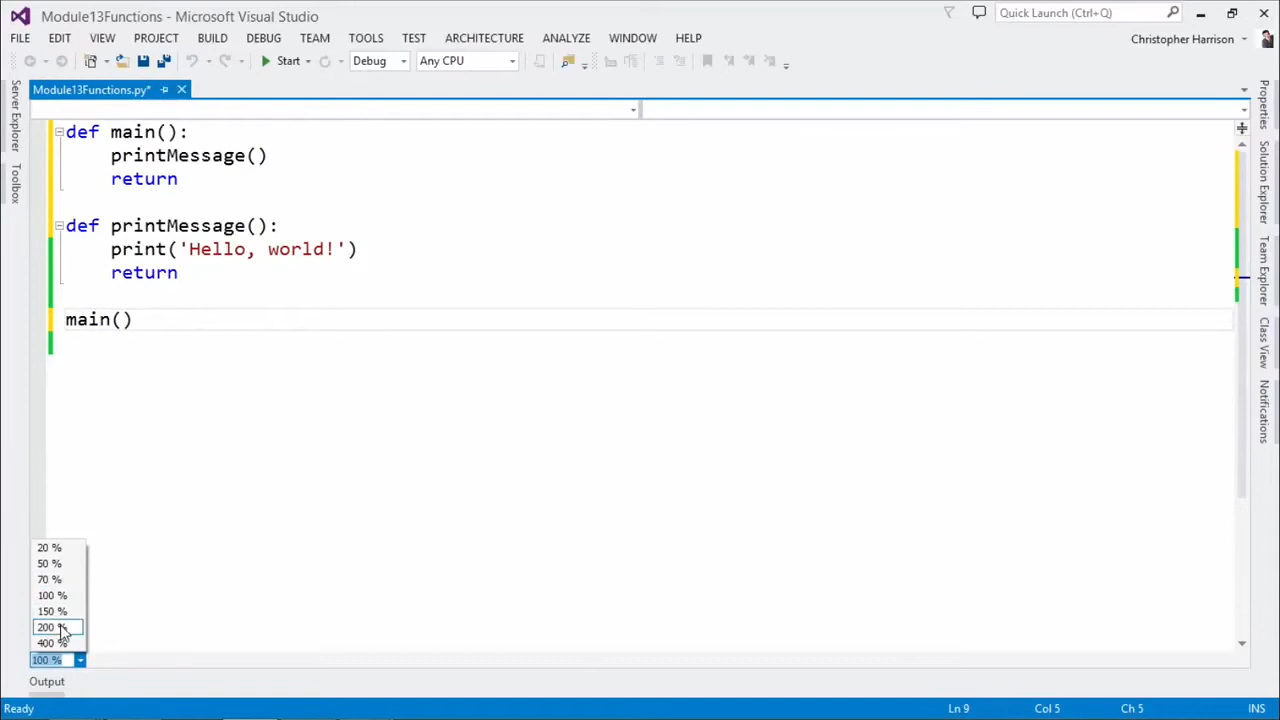 Module13Functions - Microsoft Visual Studio
Quick Launch (Ctrl+Q)
FILE EDIT VIEW PROJECT BUILD DEBUG TEAM TOOLS TEST ARCHITECTURE ANALYZE WINDOW HELP
Christopher Harrison
Start Debug Any CPU
Module13Functions.py*
Server Explorer
Toolbox
def main():
    printMessage()
    return
def printMessage():
    print('Hello, world!')
    return
main()
Properties
Solution Explorer
Team Explorer
Class View
Notifications
20 %
50 %
70 %
100 %
150 %
200 %
400 %
100 %
Output
Ready Ln 9 Col 5 Ch 5 INS